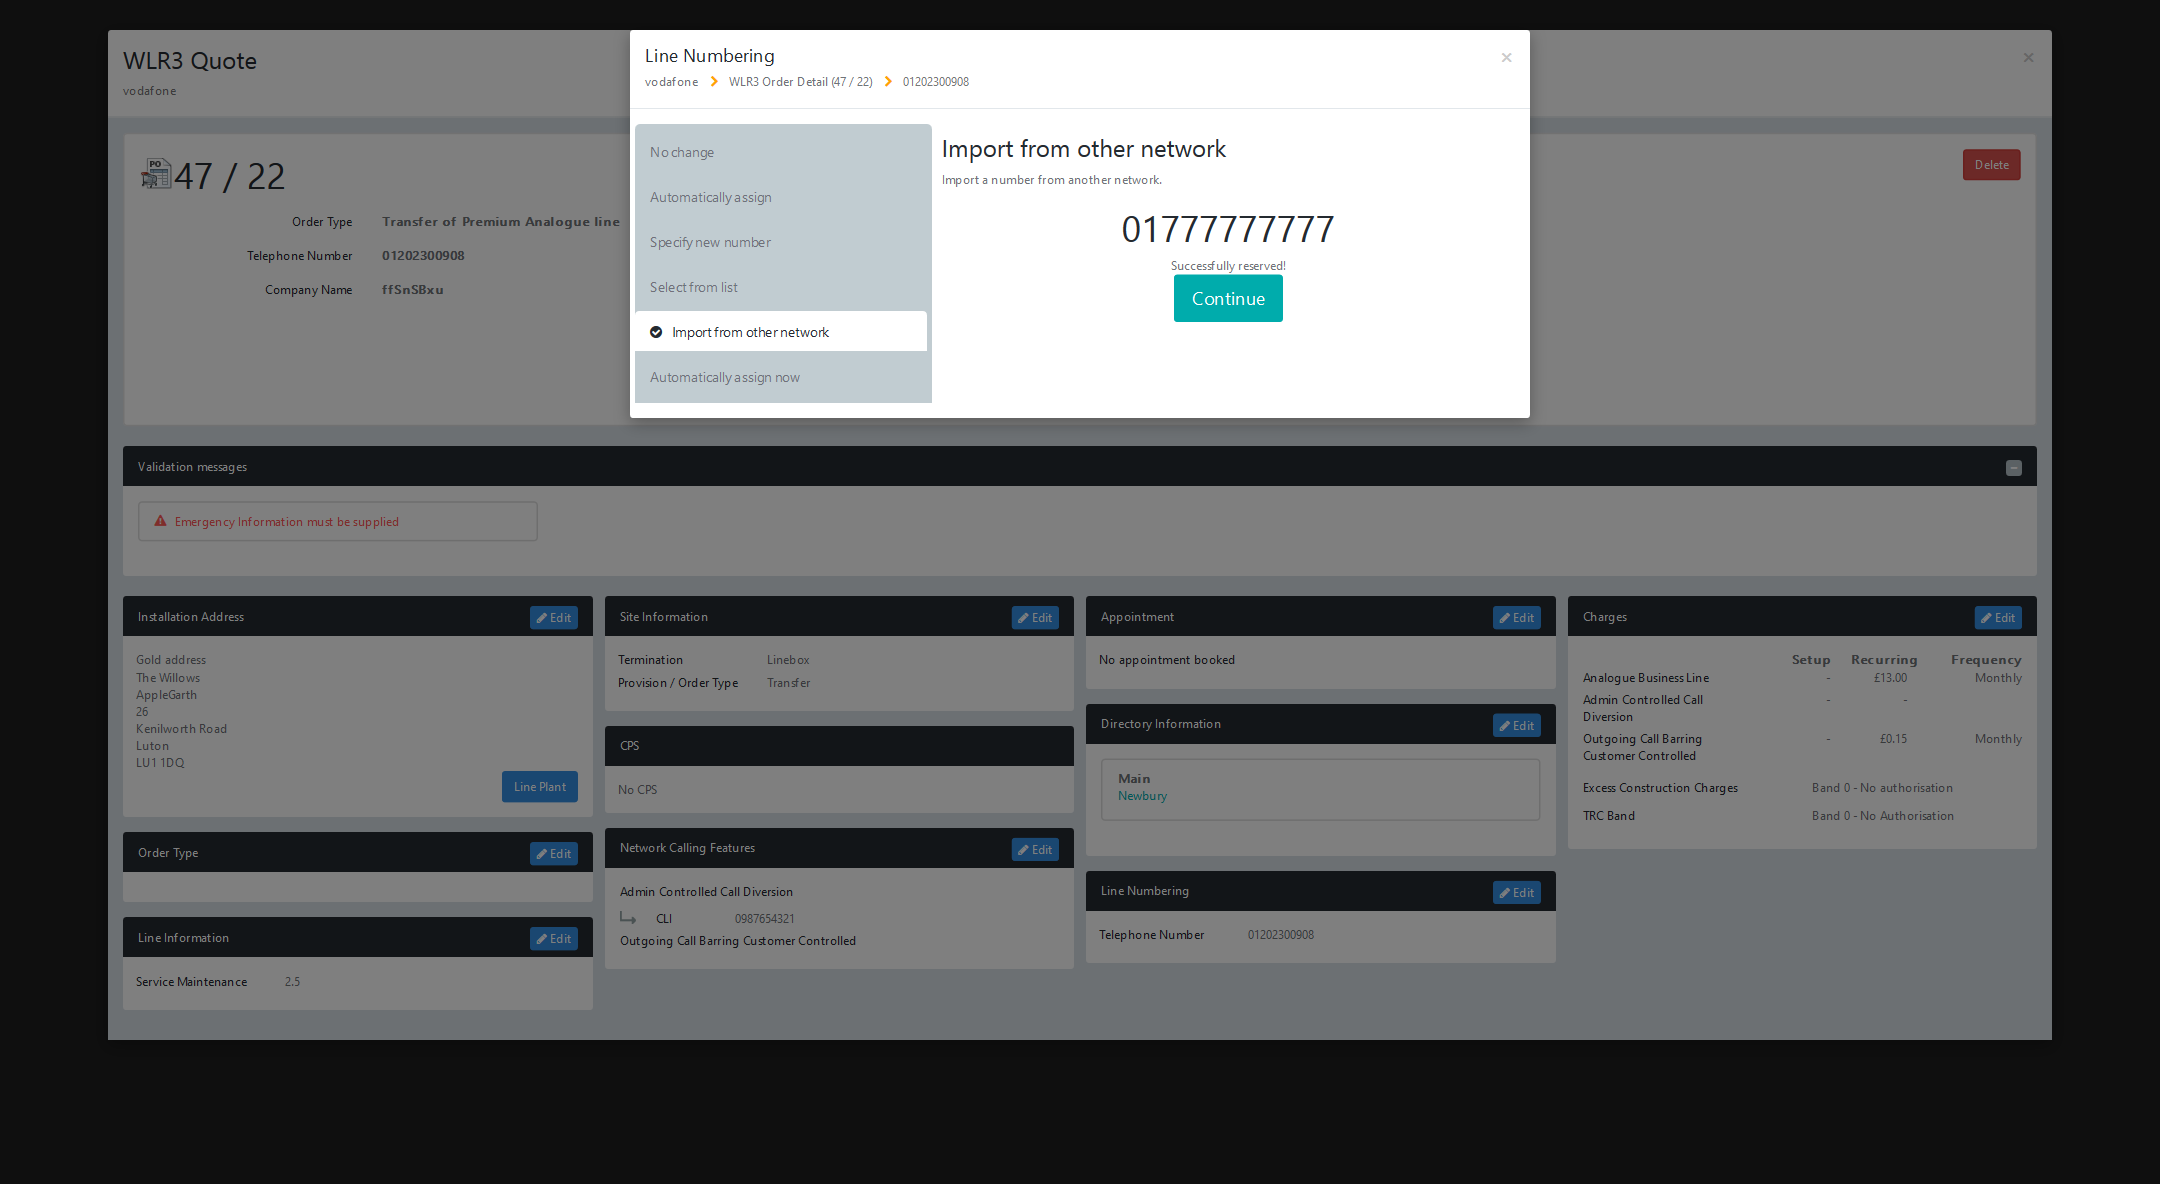 WLR3 Quote
vodafone
×
Line Numbering
vodafone
WLR3 Order Detail (47 / 22)
01202300908
×
No change
Automatically assign
Specify new number
Select from list
Import from other network
Automatically assign now
Import from other network
Import a number from another network.
01777777777
Successfully reserved!
Continue
PO
47 / 22
Delete
Order Type Transfer of Premium Analogue line
Telephone Number 01202300908
Company Name ffSnSBxu
Validation messages
Emergency Information must be supplied
Installation Address
Edit
Gold address
The Willows
AppleGarth
26
Kenilworth Road
Luton
LU1 1DQ
Line Plant
Order Type
Edit
Line Information
Edit
Service Maintenance 2.5
Site Information
Edit
Termination Linebox
Provision / Order Type Transfer
CPS
No CPS
Network Calling Features
Edit
Admin Controlled Call Diversion
CLI 0987654321
Outgoing Call Barring Customer Controlled
Appointment
Edit
No appointment booked
Directory Information
Edit
Main
Newbury
Line Numbering
Edit
Telephone Number 01202300908
Charges
Edit
Setup Recurring Frequency
Analogue Business Line - £13.00 Monthly
Admin Controlled Call - -
Diversion
Outgoing Call Barring - £0.15 Monthly
Customer Controlled
Excess Construction Charges Band 0 - No authorisation
TRC Band Band 0 - No Authorisation